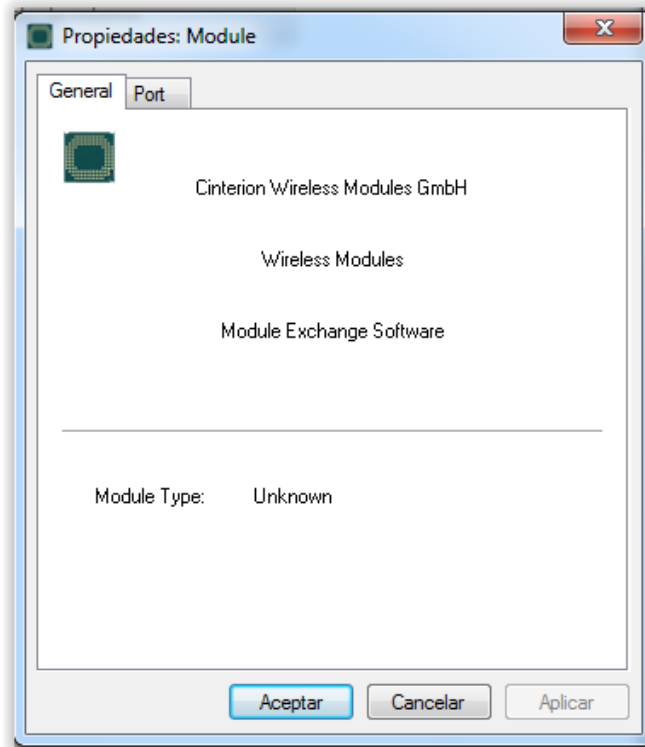 Propiedades: Module
General
Port
Cinterion Wireless Modules GmbH
Wireless Modules
Module Exchange Software
Module Type: Unknown
Aceptar
Cancelar
Aplicar